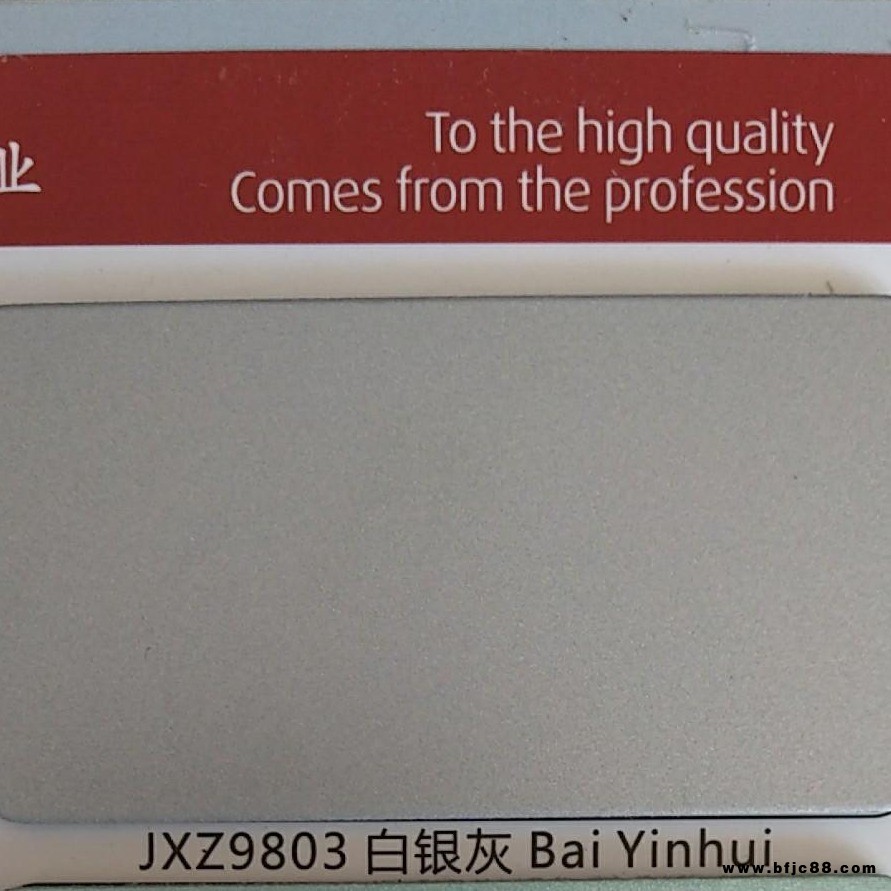 To the high quality
业
Comes from the profession
JXZ9803 白银灰 Bai Yinhui
www.bfjc88.com